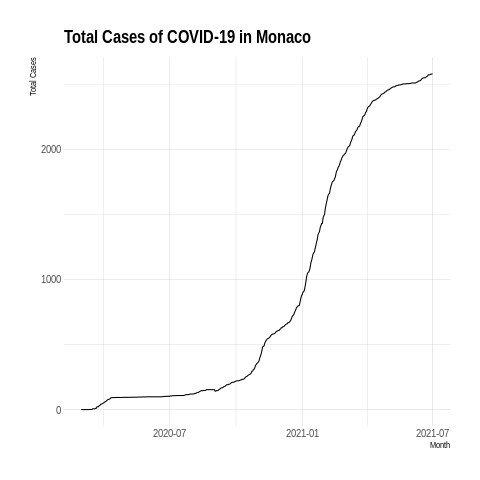 Total Cases of COVID-19 in Monaco
Total Cases
2000
1000
0
2020-07
2021-01
2021-07
Month